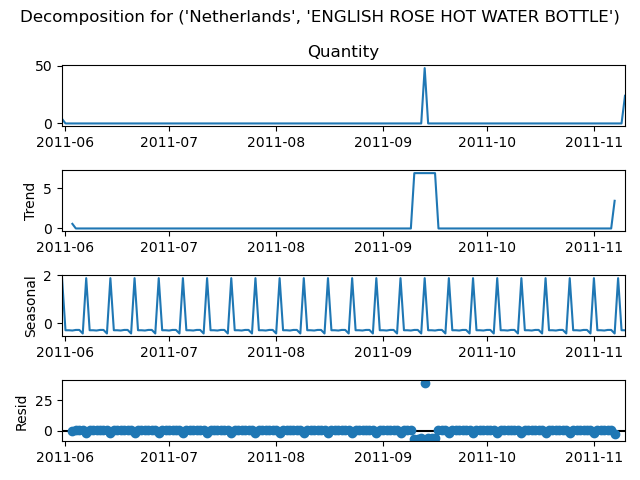 Decomposition for ('Netherlands', 'ENGLISH ROSE HOT WATER BOTTLE')
Quantity
50
0
2011-06 2011-07 2011-08 2011-09 2011-10 2011-11
Trend
5
0
2011-06 2011-07 2011-08 2011-09 2011-10 2011-11
Seasonal
2
0
2011-06 2011-07 2011-08 2011-09 2011-10 2011-11
Resid
25
0
2011-06 2011-07 2011-08 2011-09 2011-10 2011-11